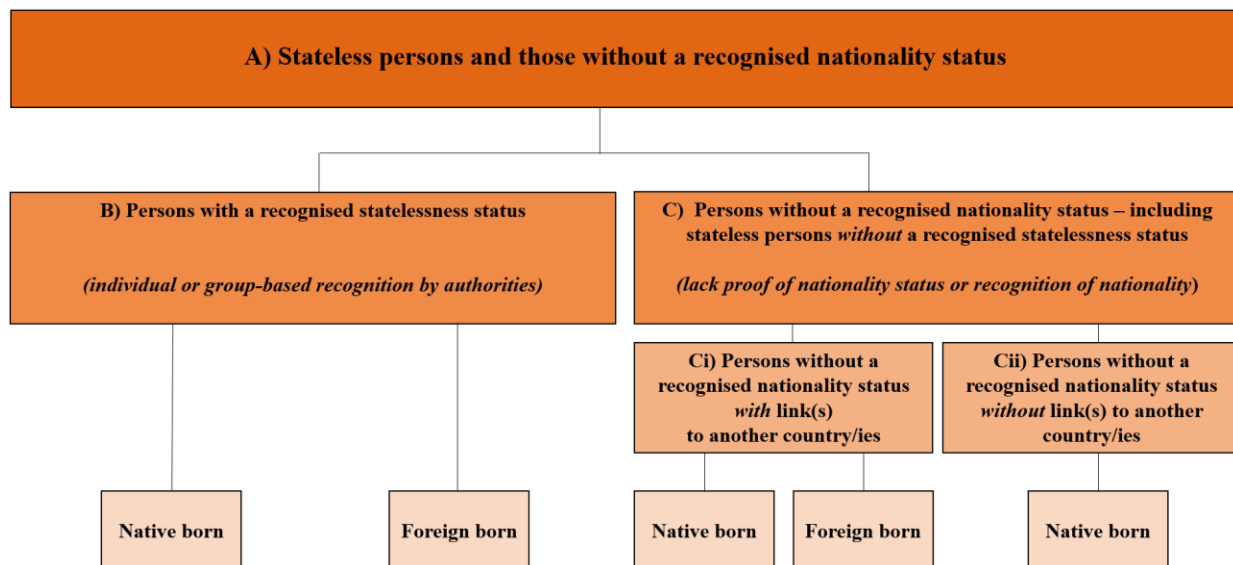 A) Stateless persons and those without a recognised nationality status
B) Persons with a recognised statelessness status
(individual or group-based recognition by authorities)
C) Persons without a recognised nationality status – including
stateless persons without a recognised statelessness status
(lack proof of nationality status or recognition of nationality)
Ci) Persons without a
recognised nationality status
with link(s)
to another country/ies
Cii) Persons without a
recognised nationality status
without link(s) to another
country/ies
Native born
Foreign born
Native born
Foreign born
Native born